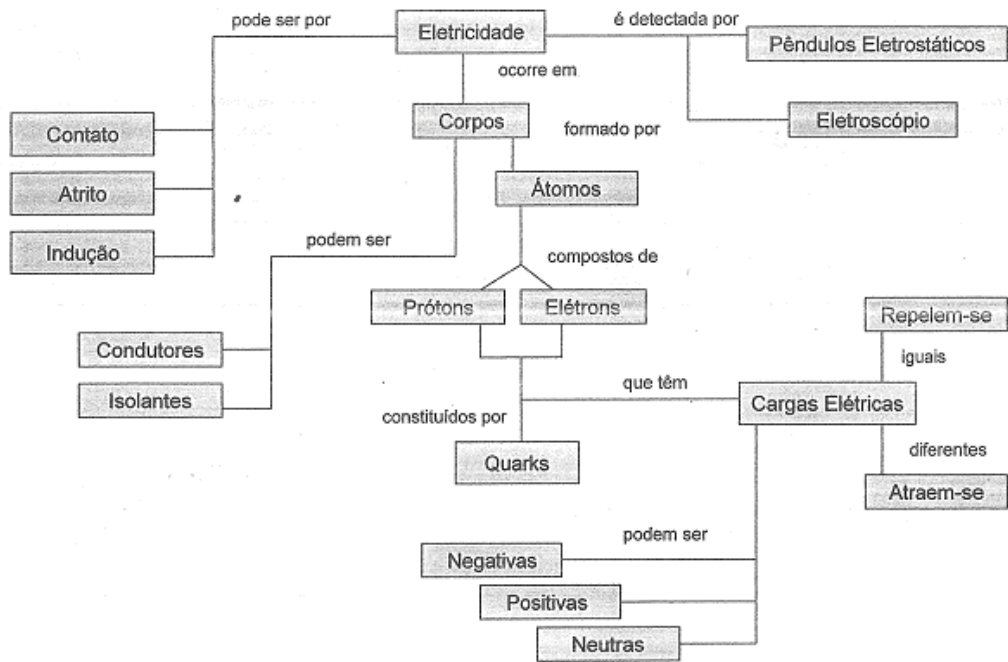 pode ser por
Eletricidade
é detectada por
Pêndulos Eletrostáticos
ocorre em
Contato
Corpos
formado por
Eletroscópio
Atrito
Átomos
Indução
podem ser
compostos de
Prótons
Elétrons
Repelem-se
Condutores
iguais
Isolantes
que têm
Cargas Elétricas
constituídos por
diferentes
Quarks
Atraem-se
podem ser
Negativas
Positivas
Neutras